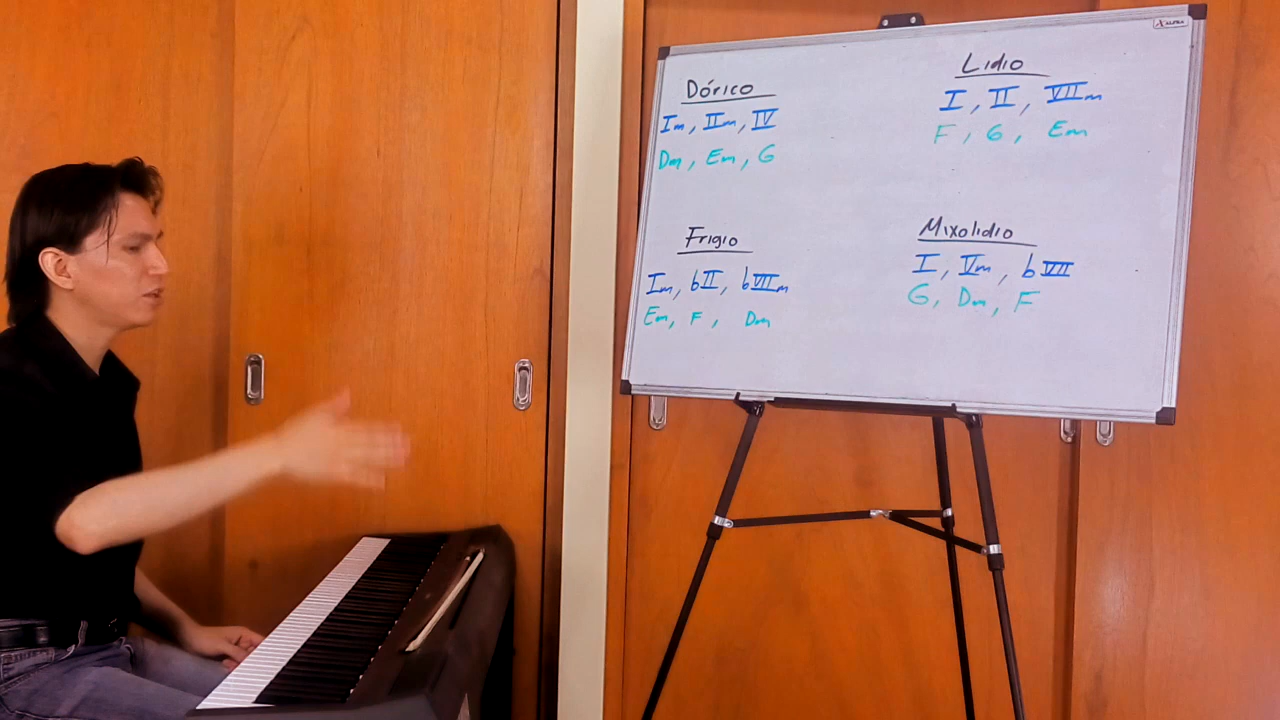 Dórico
Im, IIm, IV
Dm, Em, G
Frigio
Im, bII, bVIIm
Em, F, Dm
Lidio
I, II, VIIm
F, G, Em
Mixolidio
I, Vm, bVII
G, Dm, F